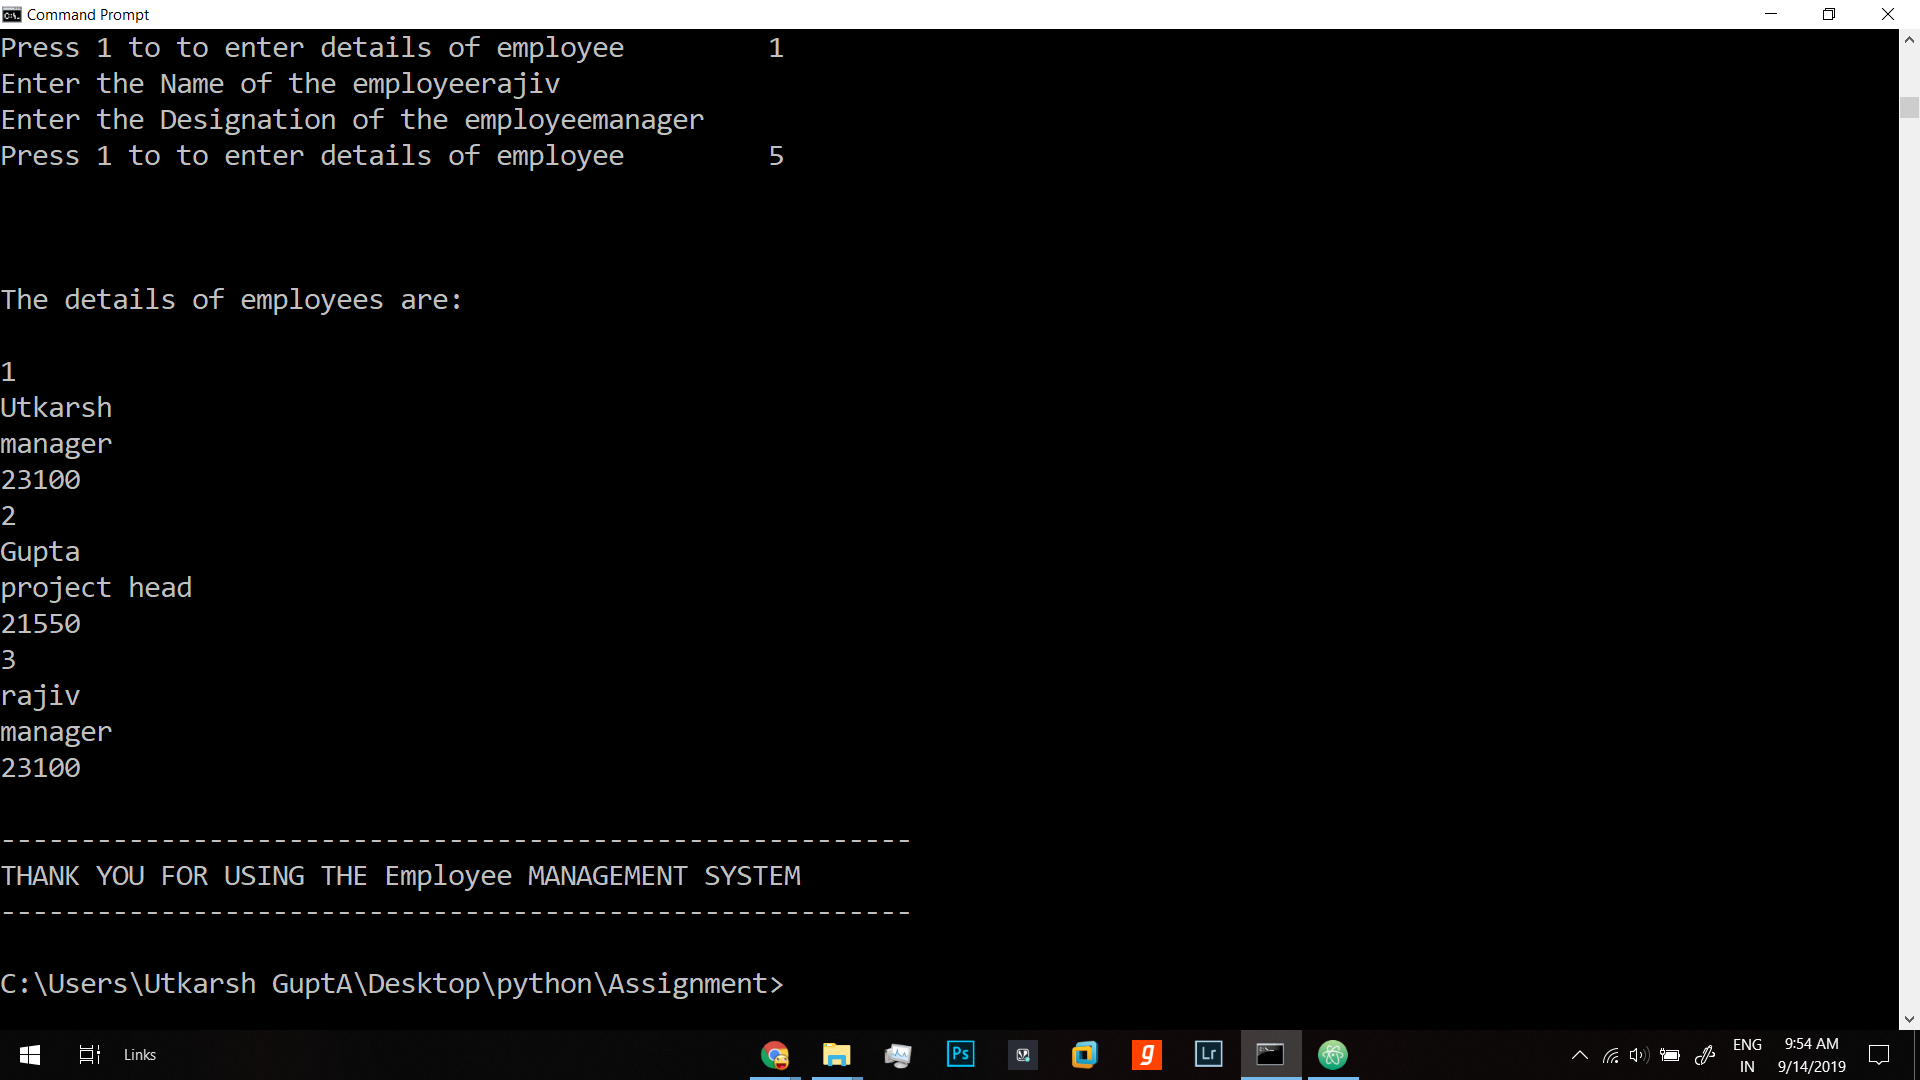 Command Prompt
Press 1 to to enter details of employee         1
Enter the Name of the employeerajiv
Enter the Designation of the employeemanager
Press 1 to to enter details of employee         5
The details of employees are:
1
Utkarsh
manager
23100
2
Gupta
project head
21550
3
rajiv
manager
23100
---------------------------------------------------------
THANK YOU FOR USING THE Employee MANAGEMENT SYSTEM
---------------------------------------------------------
C:\Users\Utkarsh GuptA\Desktop\python\Assignment>
Links
Ps
g
Lr
ENG
IN
9:54 AM
9/14/2019